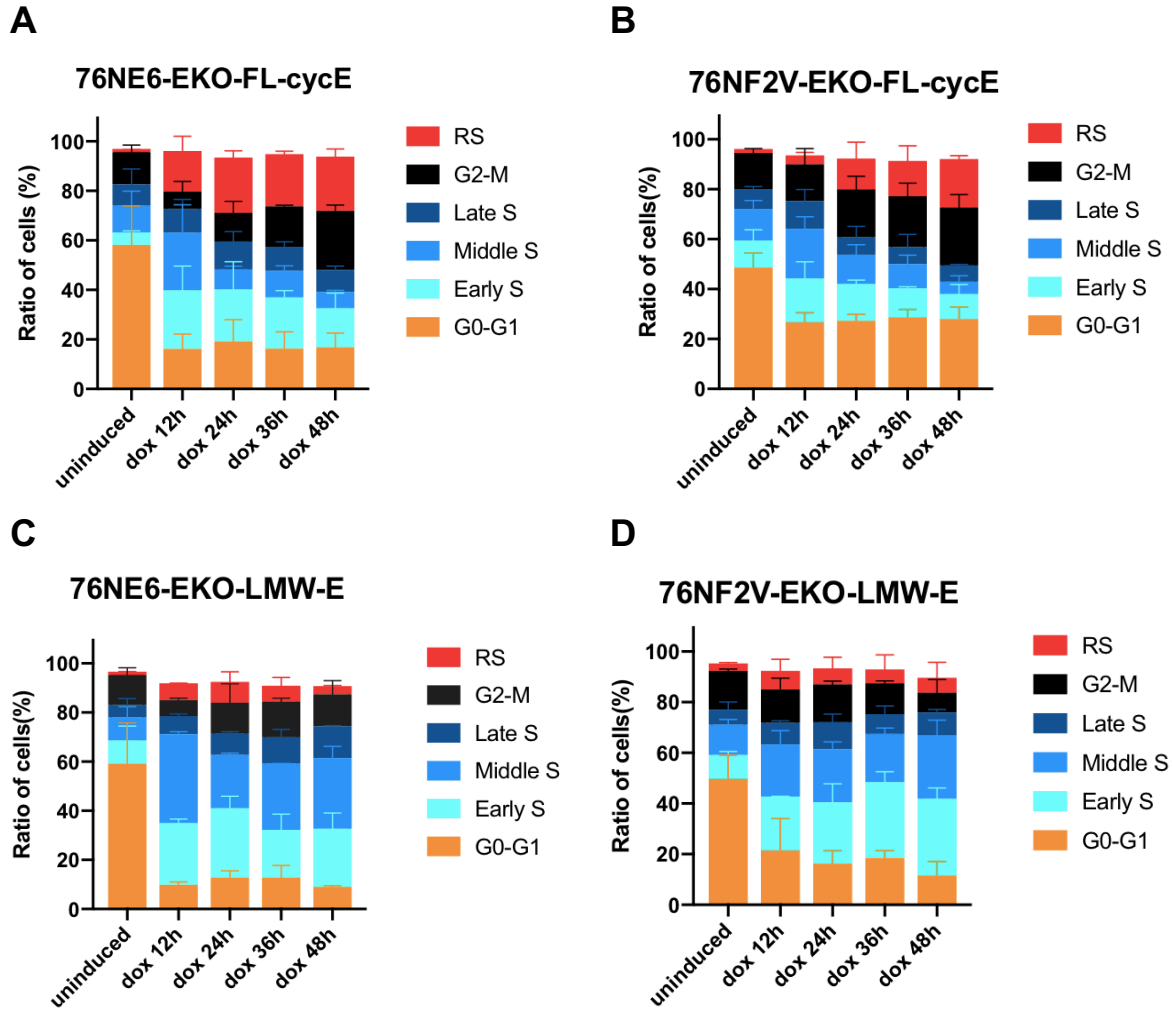 A
76NE6-EKO-FL-cycE
Ratio of cells (%)
100
80
60
40
20
0
uninduced
dox 12h
dox 24h
dox 36h
dox 48h
RS
G2-M
Late S
Middle S
Early S
G0-G1
B
76NF2V-EKO-FL-cycE
Ratio of cells(%)
100
80
60
40
20
0
uninduced
dox 12h
dox 24h
dox 36h
dox 48h
RS
G2-M
Late S
Middle S
Early S
G0-G1
C
76NE6-EKO-LMW-E
Ratio of cells(%)
100
80
60
40
20
0
uninduced
dox 12h
dox 24h
dox 36h
dox 48h
RS
G2-M
Late S
Middle S
Early S
G0-G1
D
76NF2V-EKO-LMW-E
Ratio of cells(%)
100
80
60
40
20
0
uninduced
dox 12h
dox 24h
dox 36h
dox 48h
RS
G2-M
Late S
Middle S
Early S
G0-G1